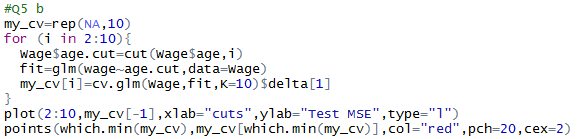 #Q5 b
my_cv=rep(NA,10)
for (i in 2:10){
  Wage$age.cut=cut(Wage$age,i)
  fit=glm(wage~age.cut,data=Wage)
  my_cv[i]=cv.glm(Wage,fit,K=10)$delta[1]
}
plot(2:10,my_cv[-1],xlab="cuts",ylab="Test MSE",type="l")
points(which.min(my_cv),my_cv[which.min(my_cv)],col="red",pch=20,cex=2)